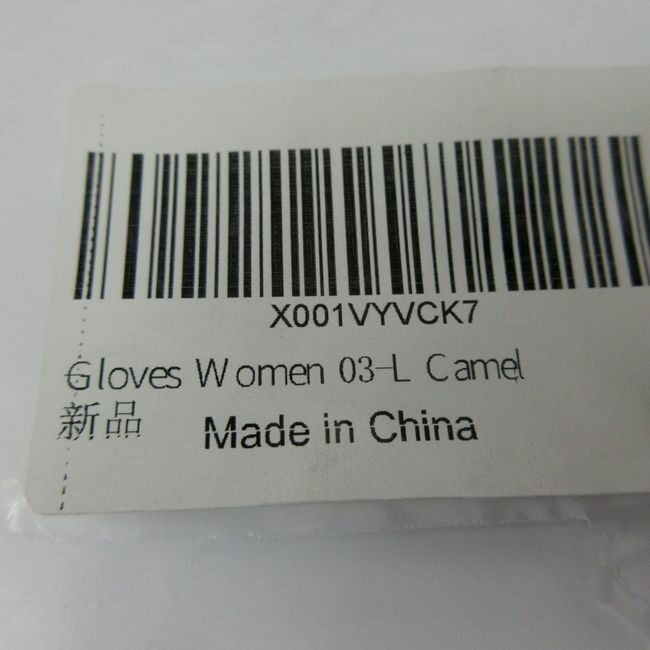 X001VYVCK7
Gloves Women 03-L Camel
新品 Made in China